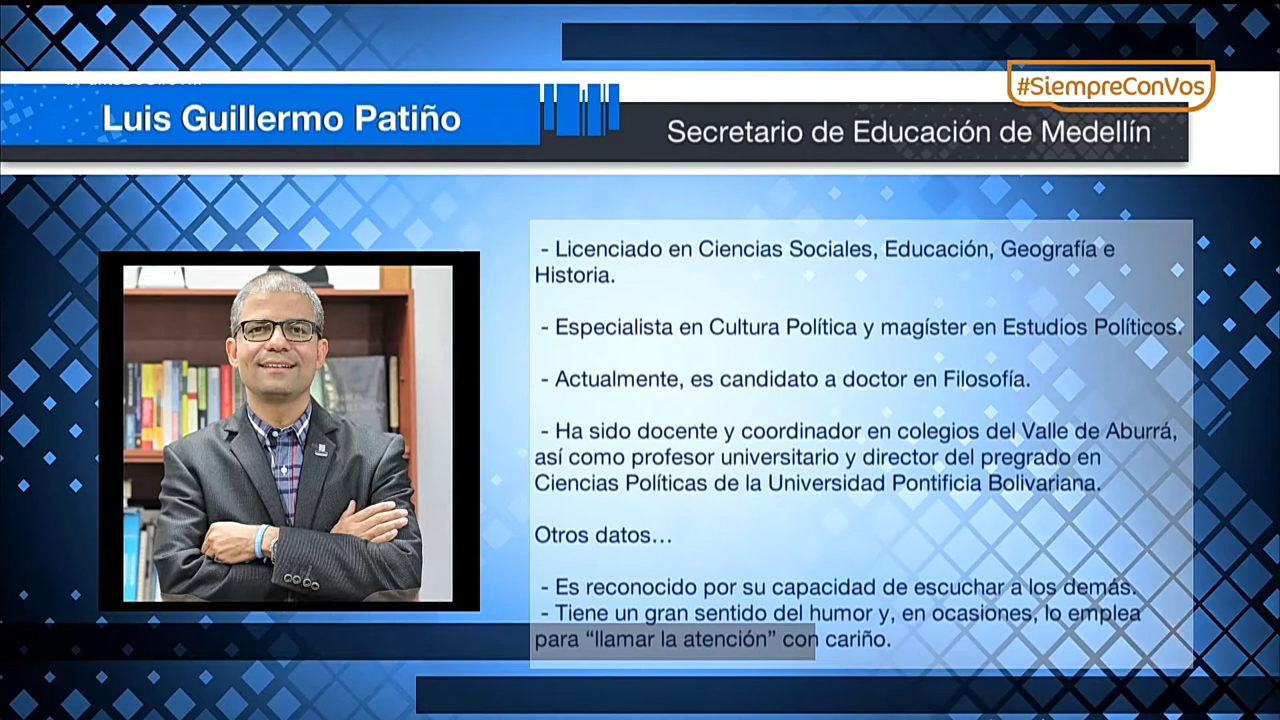 #SiempreConVos
Luis Guillermo Patiño
Secretario de Educación de Medellín
- Licenciado en Ciencias Sociales, Educación, Geografía e
Historia.
- Especialista en Cultura Política y magíster en Estudios Políticos.
- Actualmente, es candidato a doctor en Filosofía.
- Ha sido docente y coordinador en colegios del Valle de Aburrá,
así como profesor universitario y director del pregrado en
Ciencias Políticas de la Universidad Pontificia Bolivariana.
Otros datos...
- Es reconocido por su capacidad de escuchar a los demás.
- Tiene un gran sentido del humor y, en ocasiones, lo emplea
para “llamar la atención” con cariño.